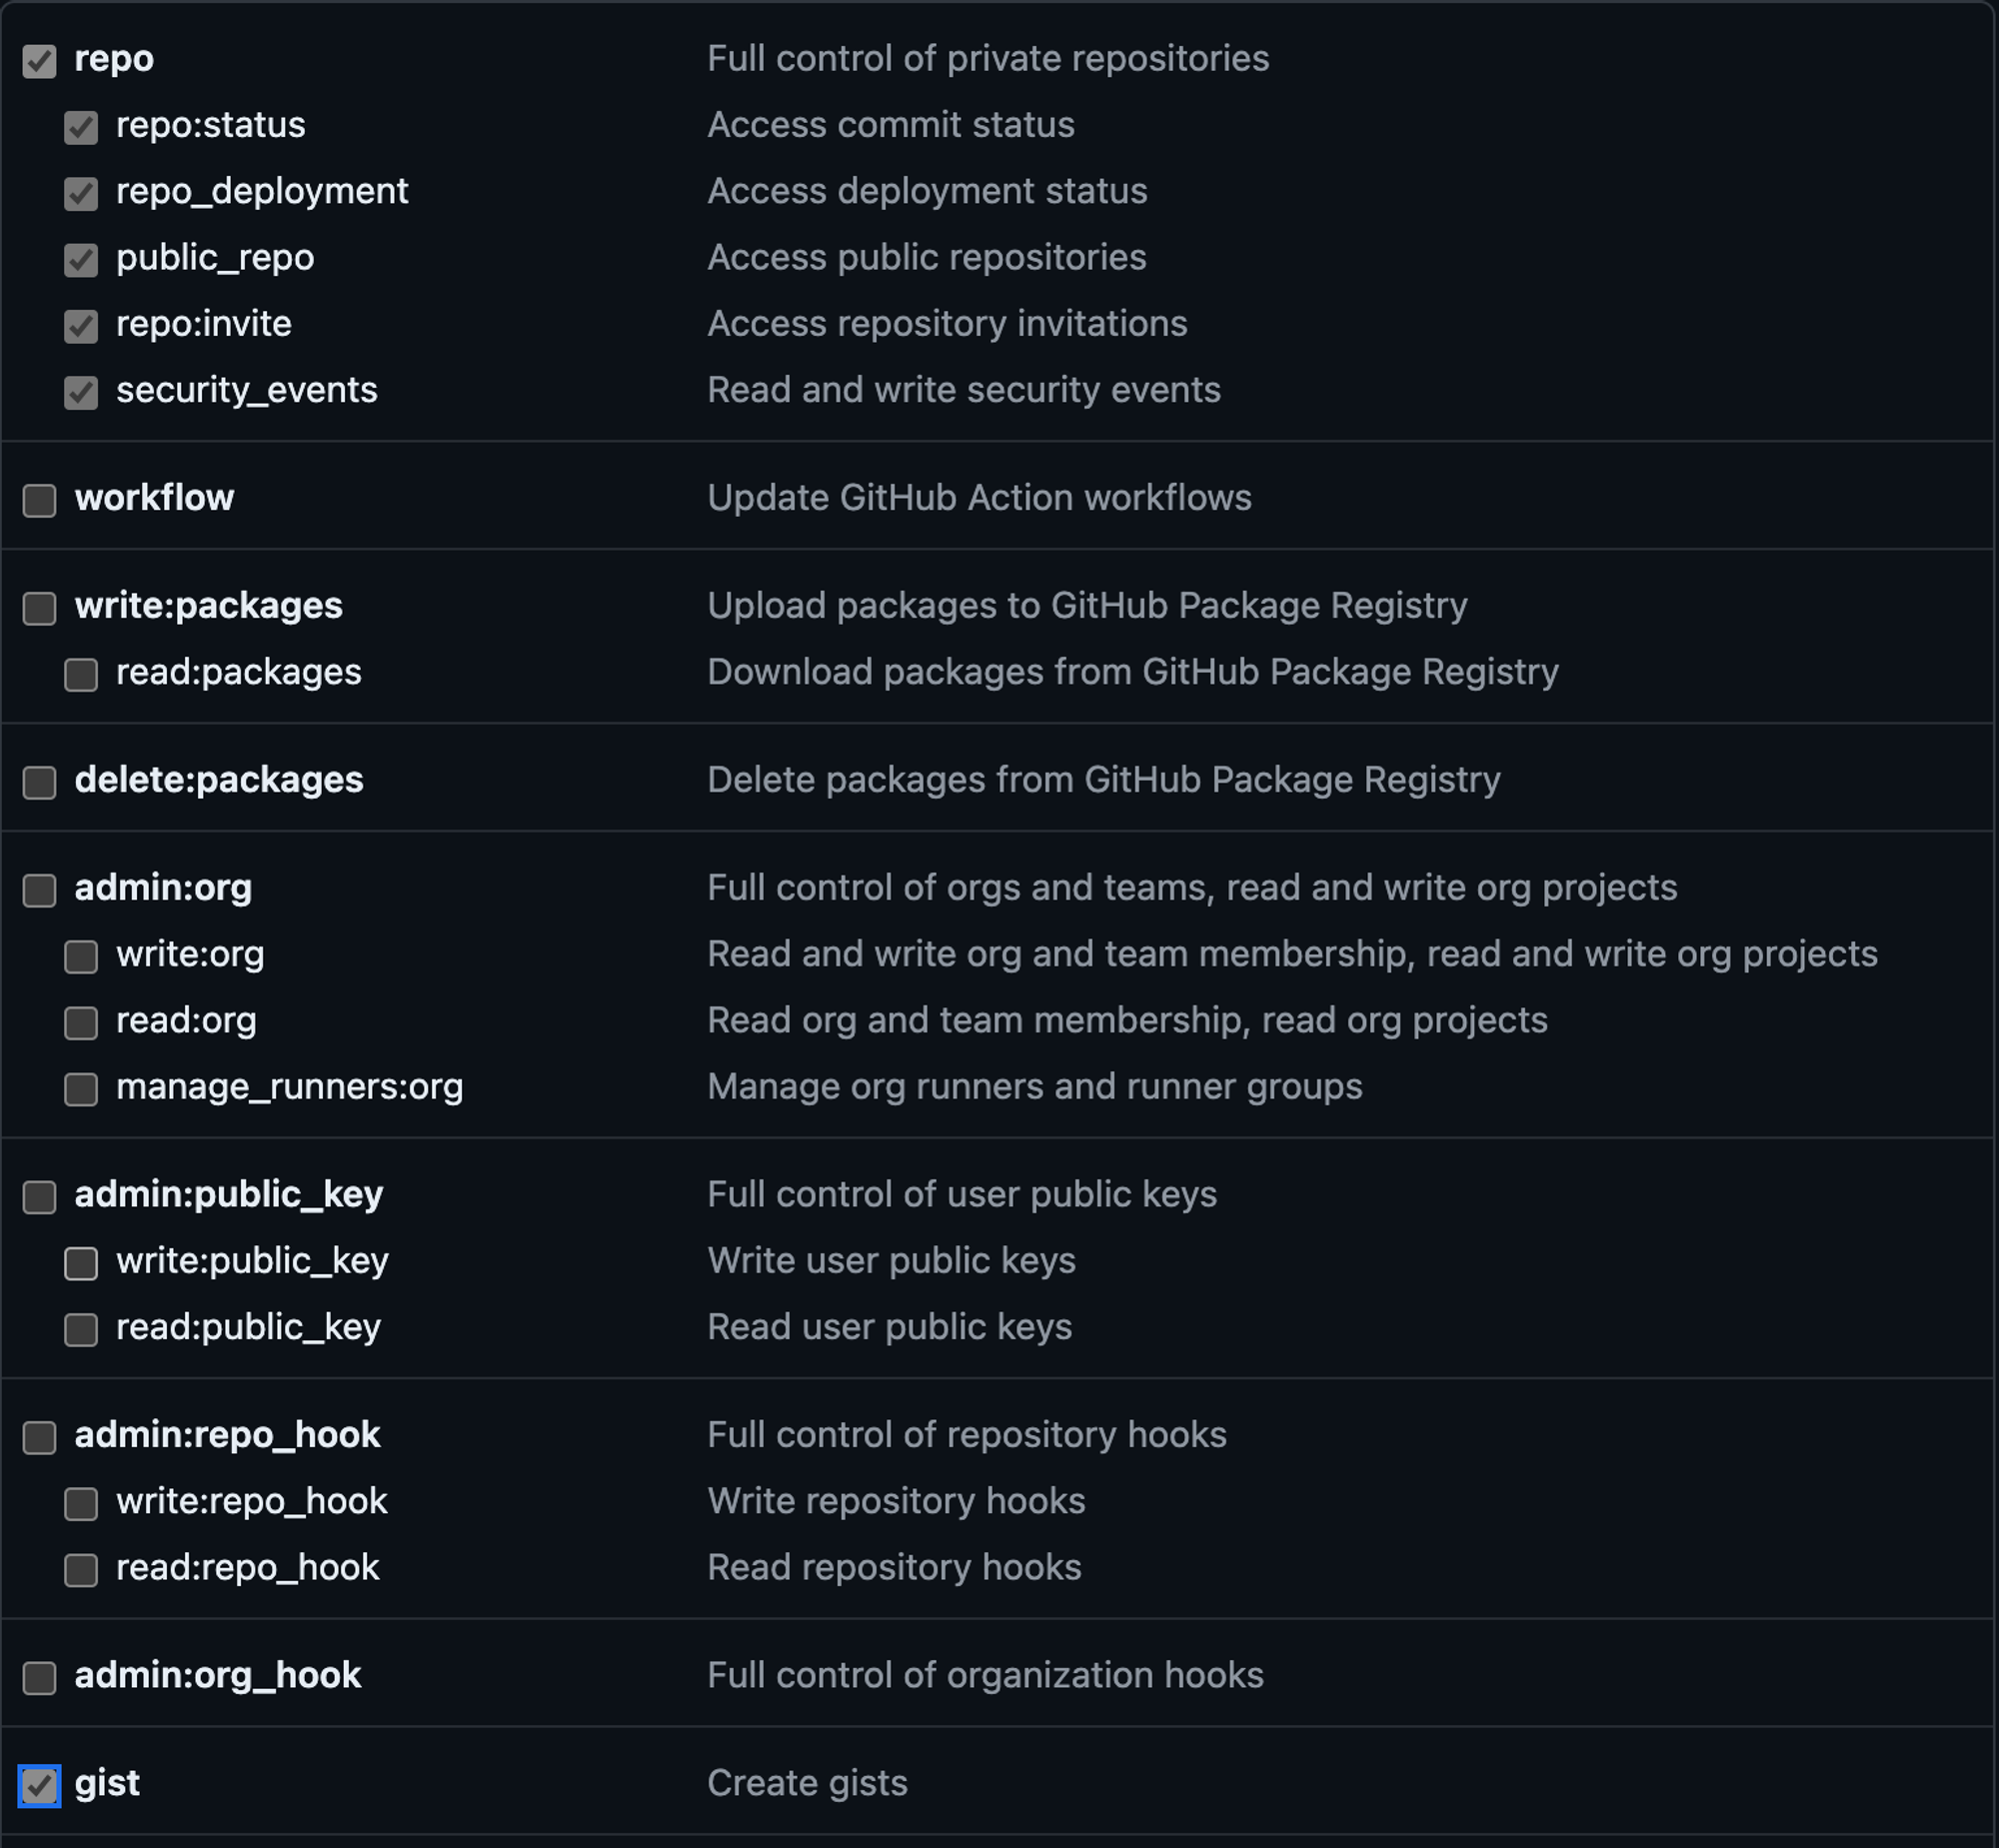 repo Full control of private repositories
repo:status Access commit status
repo_deployment Access deployment status
public_repo Access public repositories
repo:invite Access repository invitations
security_events Read and write security events
workflow Update GitHub Action workflows
write:packages Upload packages to GitHub Package Registry
read:packages Download packages from GitHub Package Registry
delete:packages Delete packages from GitHub Package Registry
admin:org Full control of orgs and teams, read and write org projects
write:org Read and write org and team membership, read and write org projects
read:org Read org and team membership, read org projects
manage_runners:org Manage org runners and runner groups
admin:public_key Full control of user public keys
write:public_key Write user public keys
read:public_key Read user public keys
admin:repo_hook Full control of repository hooks
write:repo_hook Write repository hooks
read:repo_hook Read repository hooks
admin:org_hook Full control of organization hooks
gist Create gists